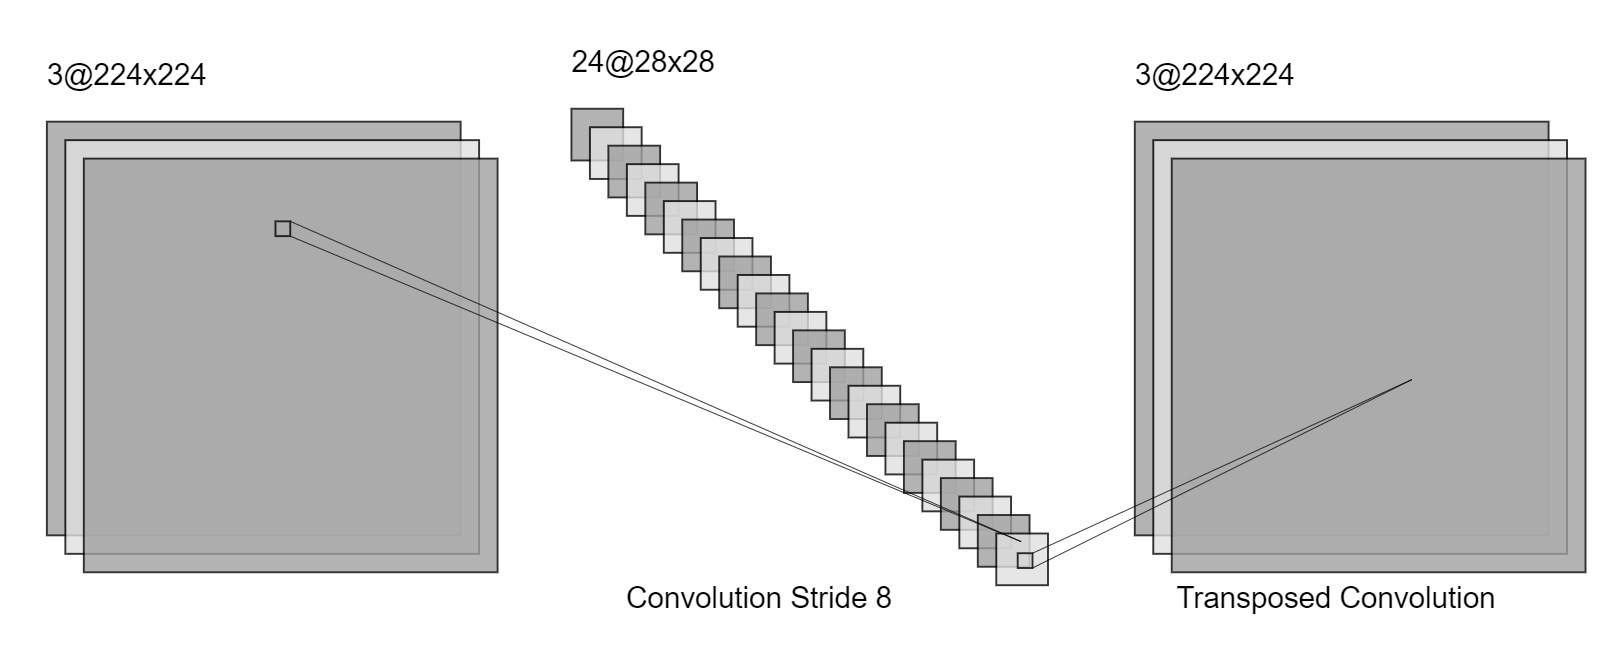 3@224x224
24@28x28
3@224x224
Convolution Stride 8
Transposed Convolution